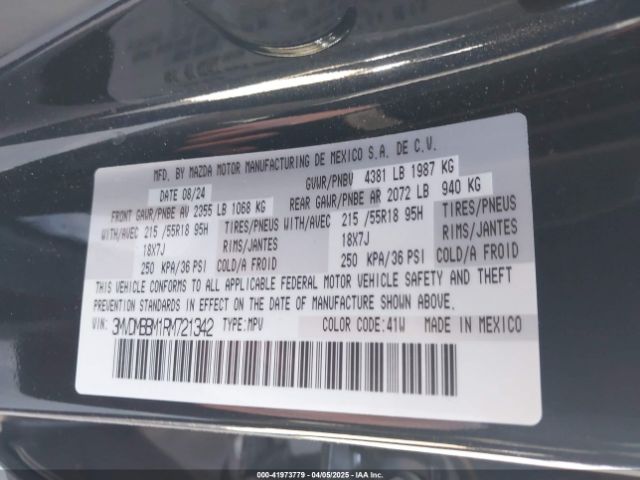 MFD. BY MAZDA MOTOR MANUFACTURING DE MEXICO S.A. DE C.V.
DATE 08/24 GVWR/PNBV 4381 LB 1987 KG
FRONT GAWR/PNBE AV 2355 LB 1068 KG REAR GAWR/PNBE AR 2072 LB 940 KG
WITH/AVEC 215 /55R18 95H TIRES/PNEUS WITH/AVEC 215 /55R18 95H TIRES/PNEUS
18X7J RIMS/JANTES 18X7J RIMS/JANTES
250 KPA/36 PSI COLD/A FROID 250 KPA/36 PSI COLD/A FROID
THIS VEHICLE CONFORMS TO ALL APPLICABLE FEDERAL MOTOR VEHICLE SAFETY AND THEFT
PREVENTION STANDARDS IN EFFECT ON THE DATE OF MANUFACTURE SHOWN ABOVE.
VIN: 3MVDMBBM1RM721342 TYPE:MPV COLOR CODE:41W MADE IN MEXICO
000-41973779 - 04/05/2025 - IAA Inc.